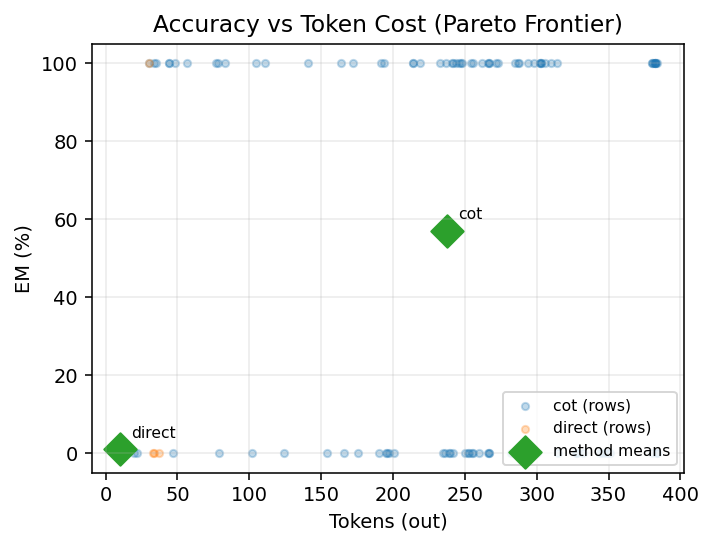 Accuracy vs Token Cost (Pareto Frontier)
100
80
60
40
20
0
EM (%)
cot
direct
cot (rows)
direct (rows)
method means
0 50 100 150 200 250 300 350 400
Tokens (out)